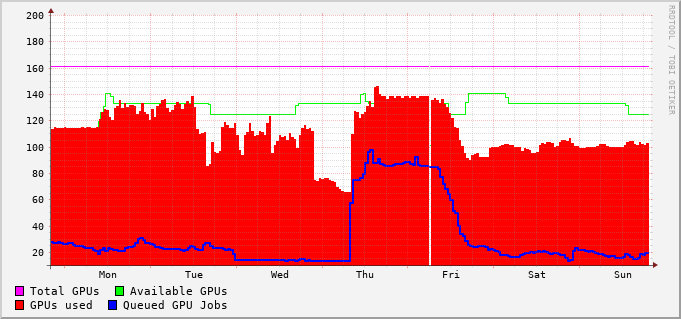 200
180
160
140
120
100
80
60
40
20
Mon Tue Wed Thu Fri Sat Sun
RRDTOOL / TOBI OETIKER
Total GPUs Available GPUs
GPUs used Queued GPU Jobs